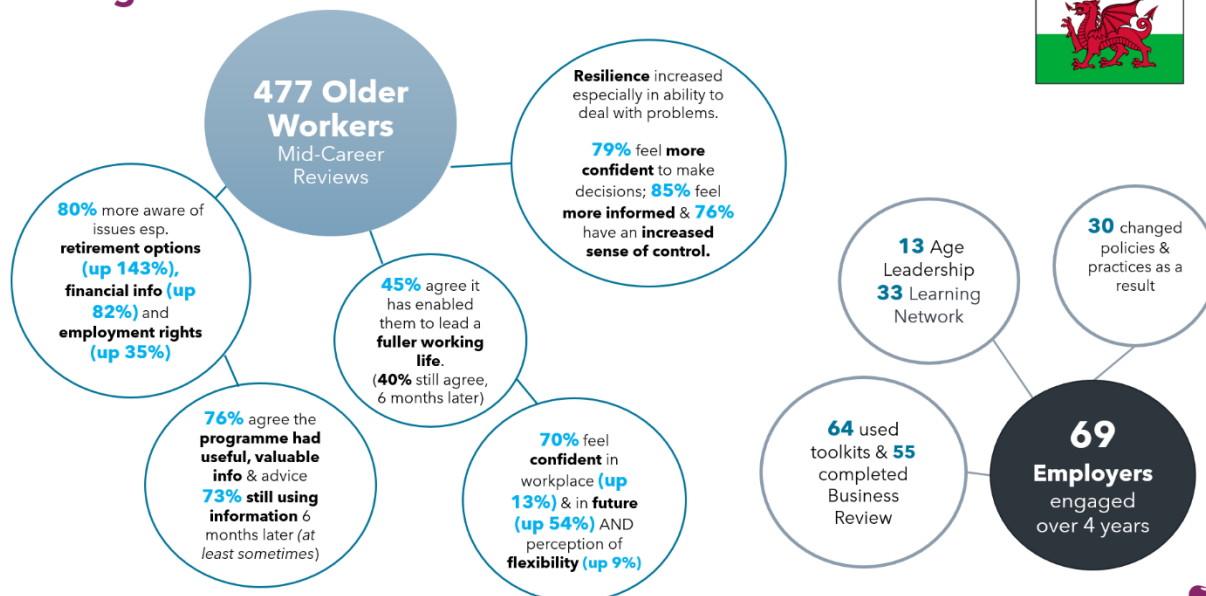 477 Older
Workers
Mid-Career
Reviews
Resilience increased
especially in ability to
deal with problems.
79% feel more
confident to make
decisions; 85% feel
more informed & 76%
have an increased
sense of control.
80% more aware of
issues esp.
retirement options
(up 143%),
financial info (up
82%) and
employment rights
(up 35%)
45% agree it
has enabled
them to lead a
fuller working
life.
(40% still agree,
6 months later)
76% agree the
programme had
useful, valuable
info & advice
73% still using
information 6
months later (at
least sometimes)
70% feel
confident in
workplace (up
13%) & in future
(up 54%) AND
perception of
flexibility (up 9%)
13 Age
Leadership
33 Learning
Network
30 changed
policies &
practices as a
result
64 used
toolkits & 55
completed
Business
Review
69
Employers
engaged
over 4 years